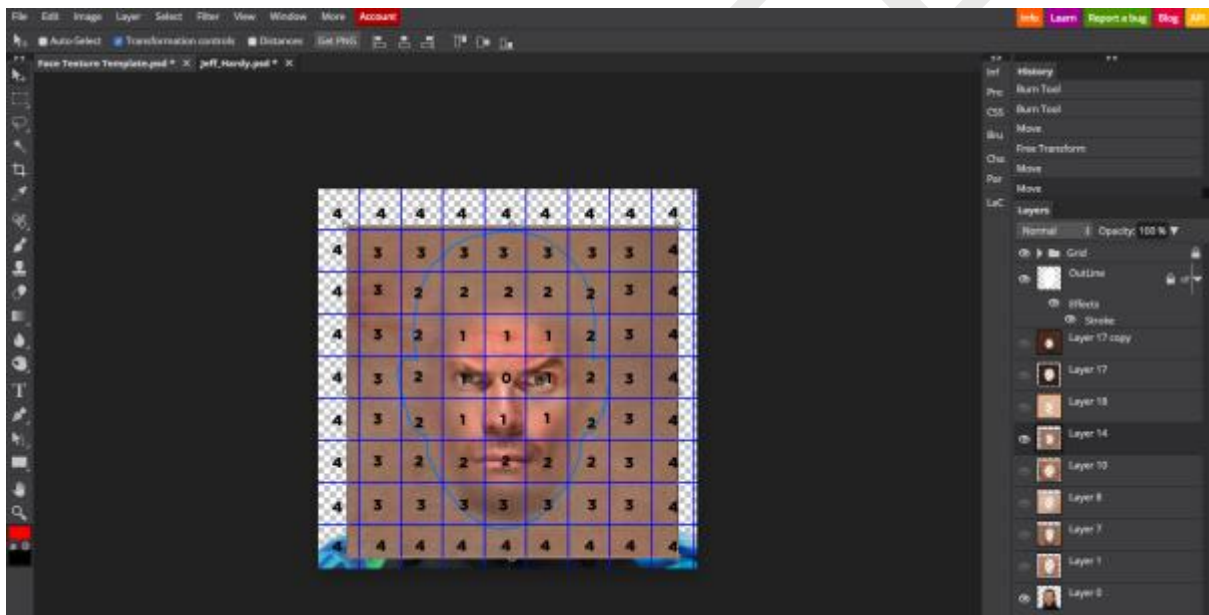 File Edit Image Layer Select Filter View Window More Account
Info Learn Report a bug Blog API
Auto-Select Transformation controls Distances Get PNG
Face Texture Template.psd * X Jeff_Hardy.psd * X
Inf
Pro
CSS
Bru
Cha
Par
LaC
History
Burn Tool
Burn Tool
Move
Free Transform
Move
Move
Layers
Normal Opacity: 100 %
Grid
OutLine
eff
Effects
Stroke
Layer 17 copy
Layer 17
Layer 18
Layer 14
Layer 10
Layer 8
Layer 7
Layer 1
Layer 0
4 4 4 4 4 4 4 4 4
4 3 3 3 3 3 3 3 4
4 3 2 2 2 2 2 3 4
4 3 2 1 1 1 2 3 4
4 3 2 1 0 1 2 3 4
4 3 2 1 1 1 2 3 4
4 3 2 2 2 2 2 3 4
4 3 3 3 3 3 3 3 4
4 4 4 4 4 4 4 4 4